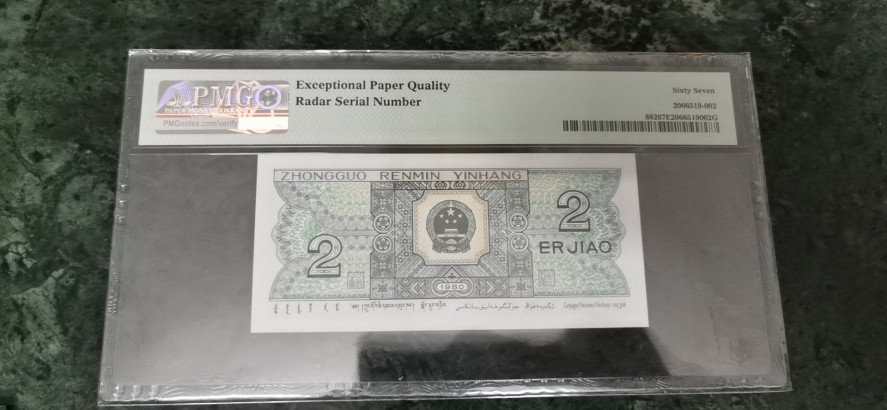 PMG
PMGnotes.com/verify
Exceptional Paper Quality
Radar Serial Number
Sixty Seven
2066519-002
68267E2066519002G
ZHONGGUO RENMIN YINHANG
2
2
ERJIAO
1980